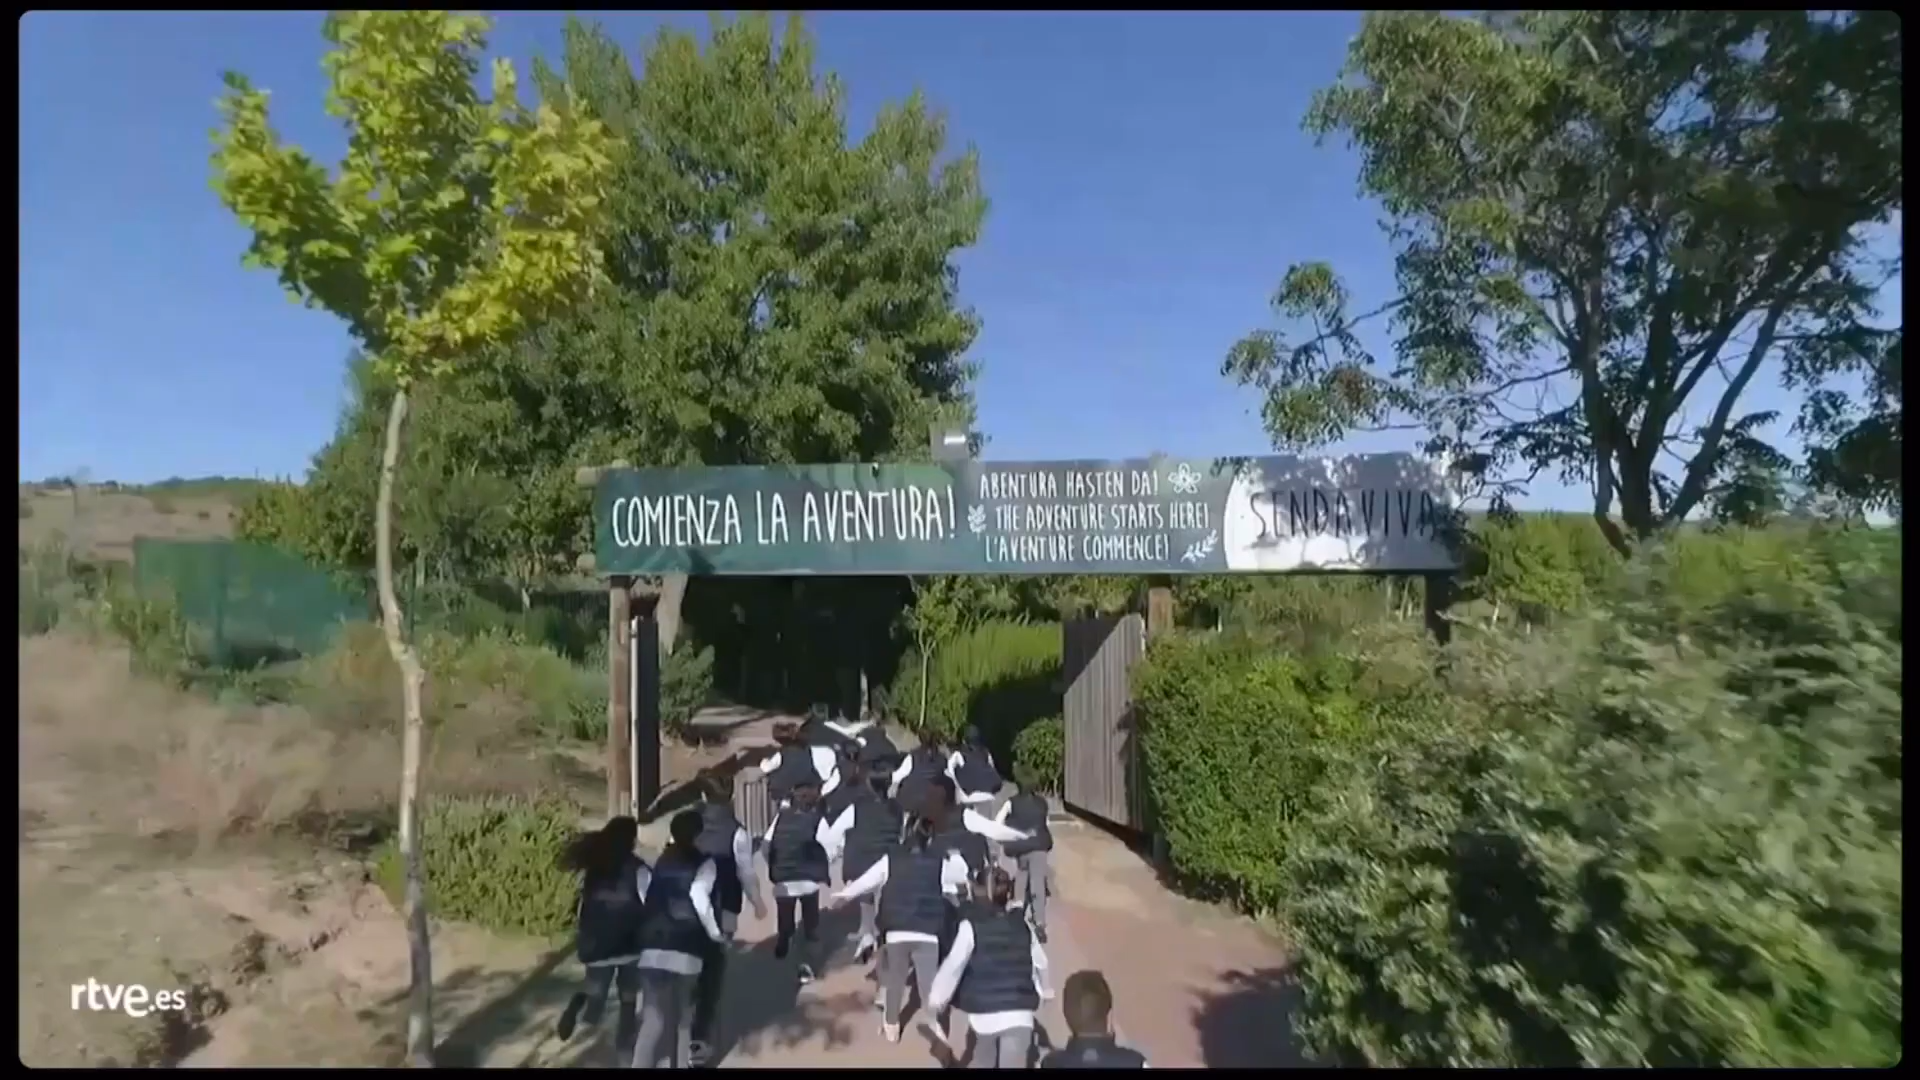 COMIENZA LA AVENTURA!
ABENTURA HASTEN DA!
THE ADVENTURE STARTS HERE!
L'AVENTURE COMMENCE!
SENDAVIVA
rtve.es